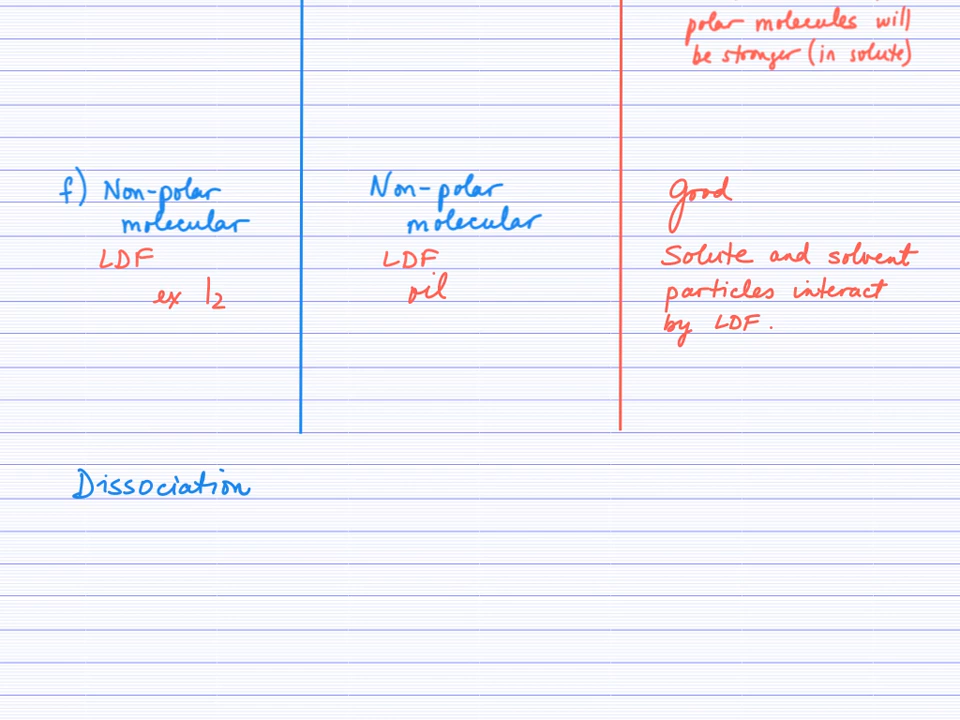 polar molecules will
be stronger (in solute)
f) Non-polar
molecular
LDF
ex I2
Non-polar
molecular
LDF
oil
Good
Solute and solvent
particles interact
by LDF.
Dissociation